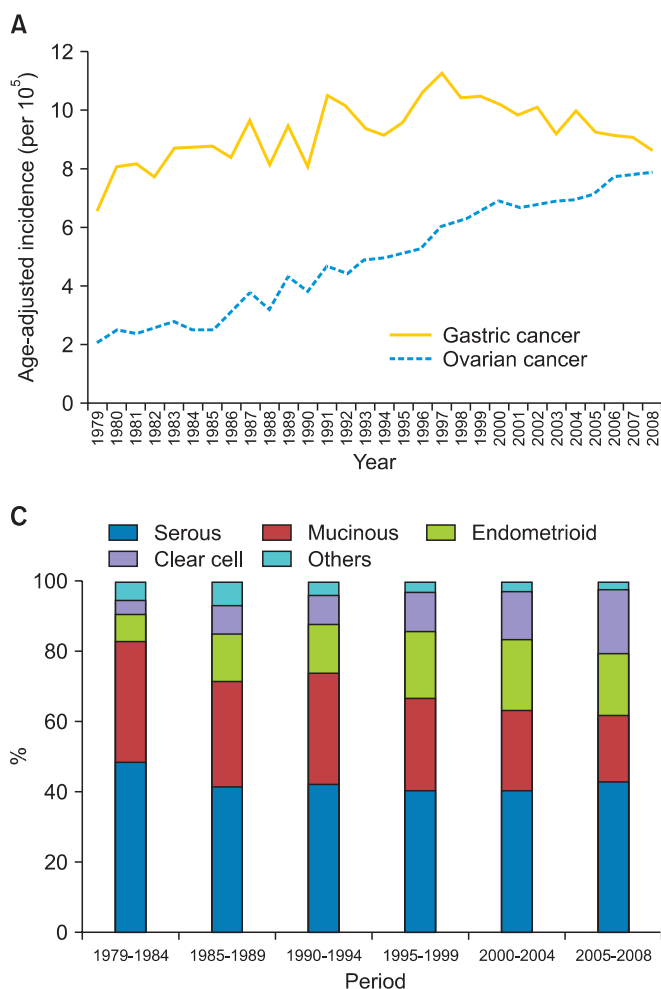 A
Age-adjusted incidence (per 10⁵)
12
10
8
6
4
2
0
Gastric cancer
Ovarian cancer
1979 1980 1981 1982 1983 1984 1985 1986 1987 1988 1989 1990 1991 1992 1993 1994 1995 1996 1997 1998 1999 2000 2001 2002 2003 2004 2005 2006 2007 2008
Year
C
Serous Mucinous Endometrioid
Clear cell Others
%
100
80
60
40
20
0
1979-1984 1985-1989 1990-1994 1995-1999 2000-2004 2005-2008
Period